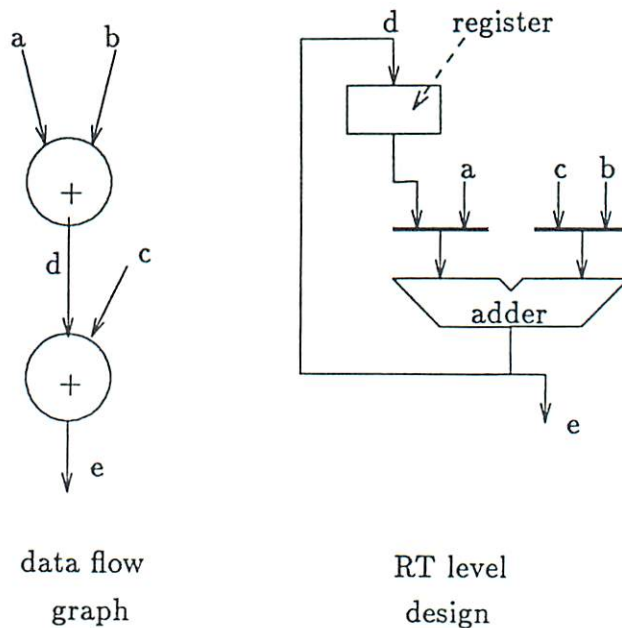 a
b
+
d
c
+
e
data flow
graph
d
register
a
c
b
adder
e
RT level
design